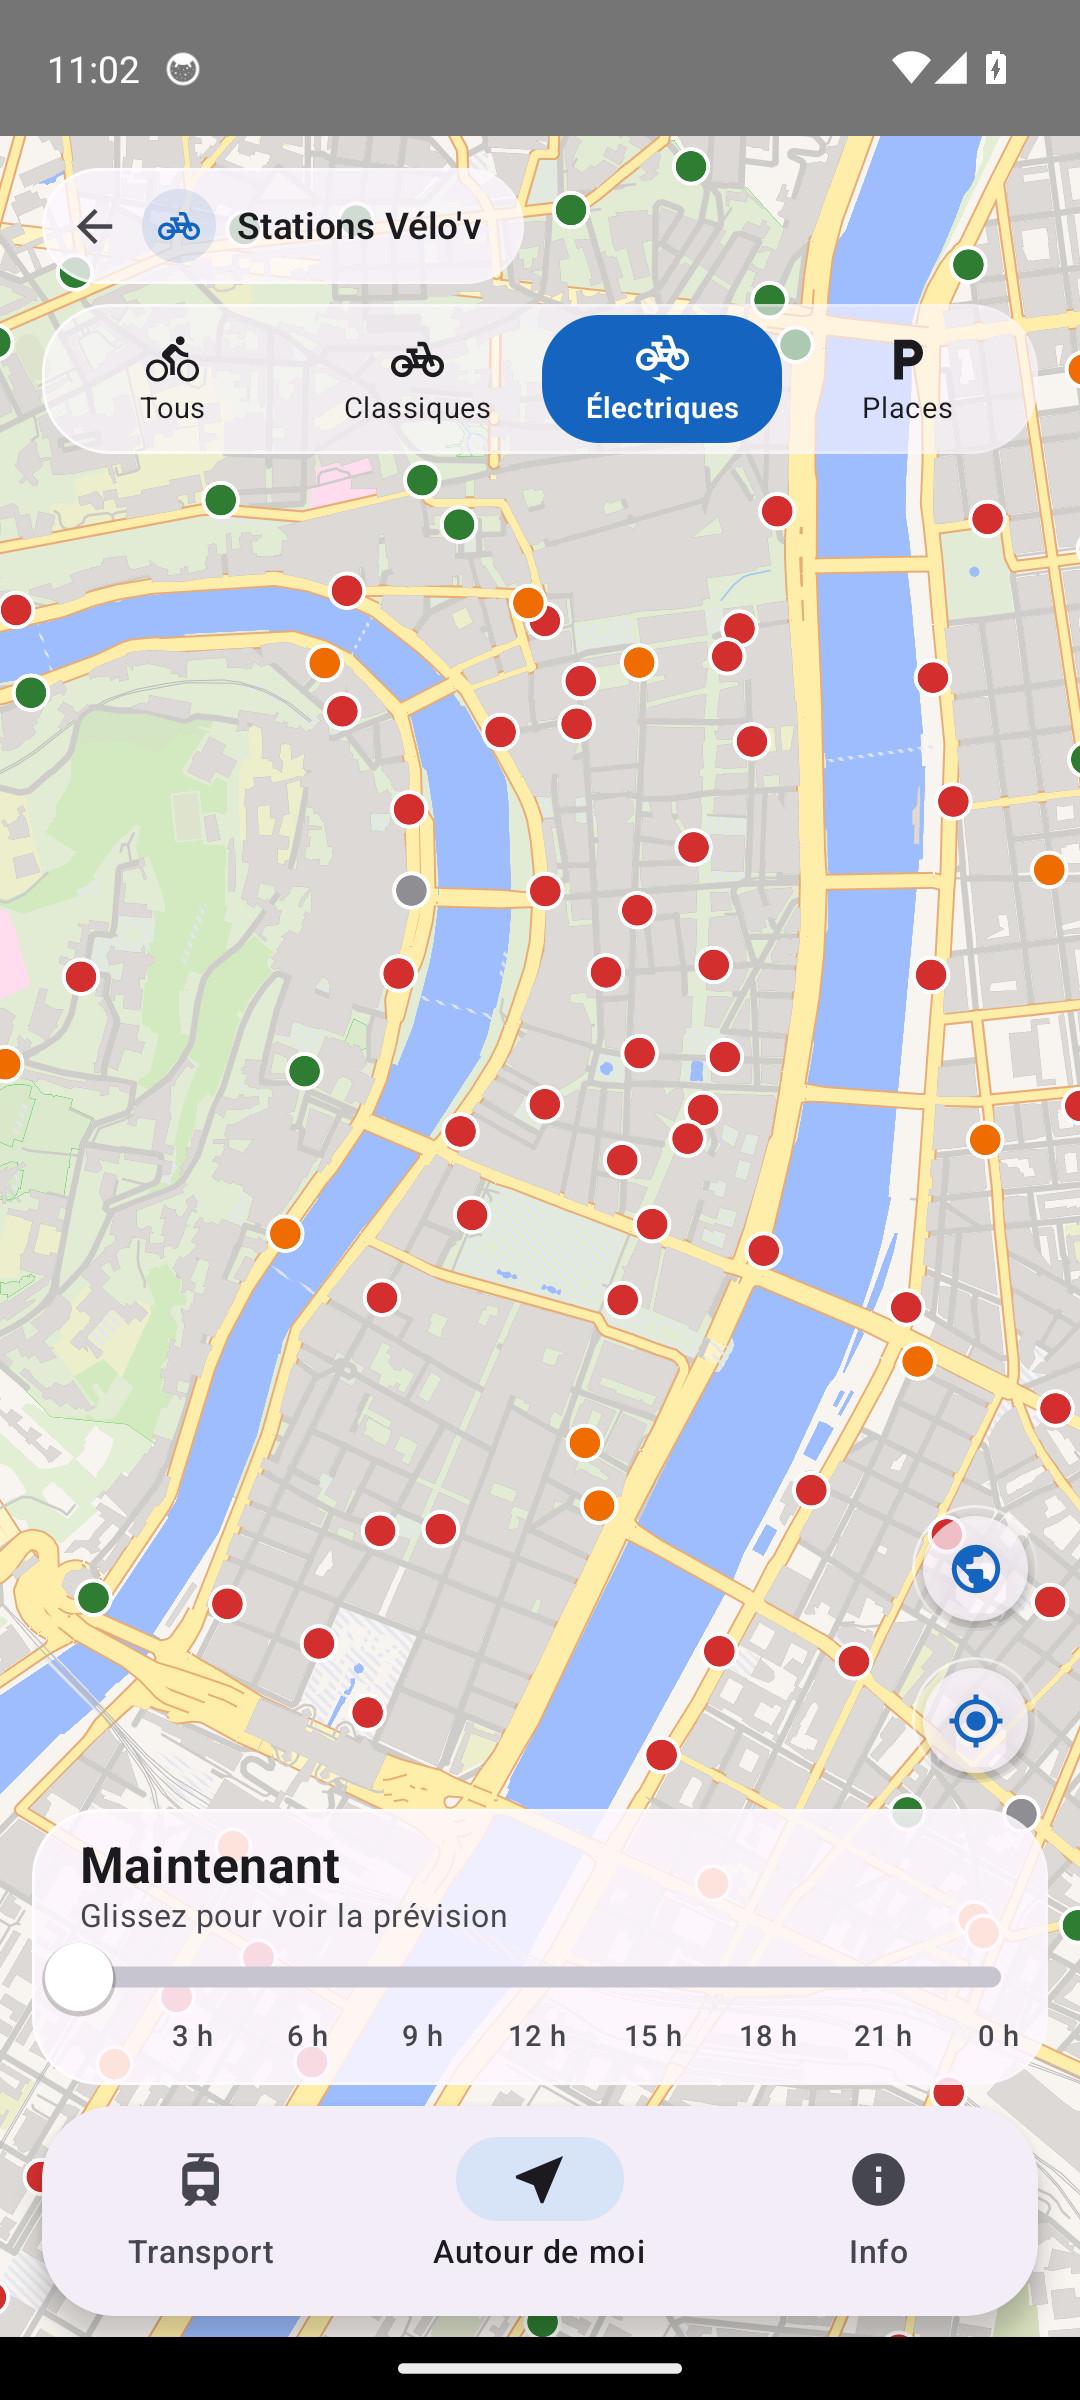 11:02
Stations Vélo'v
Tous
Classiques
Électriques
P
Places
Maintenant
Glissez pour voir la prévision
3 h
6 h
9 h
12 h
15 h
18 h
21 h
0 h
Transport
Autour de moi
Info